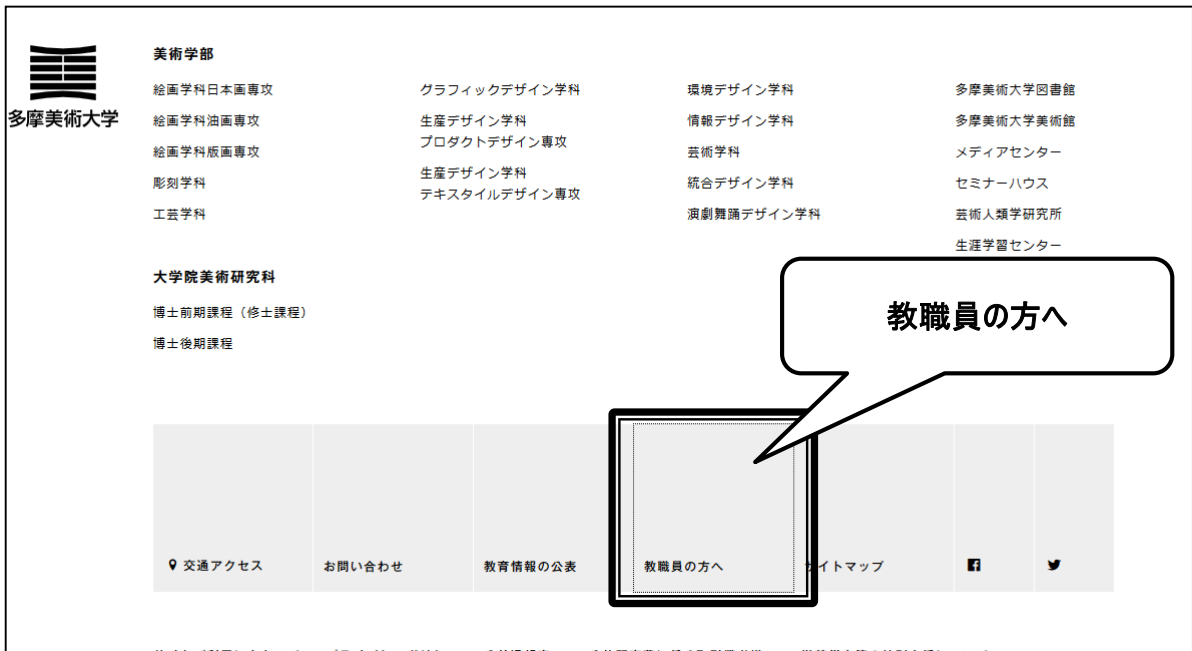 多摩美術大学
美術学部
絵画学科日本画専攻
絵画学科油画専攻
絵画学科版画専攻
彫刻学科
工芸学科
グラフィックデザイン学科
生産デザイン学科
プロダクトデザイン専攻
生産デザイン学科
テキスタイルデザイン専攻
環境デザイン学科
情報デザイン学科
芸術学科
統合デザイン学科
演劇舞踊デザイン学科
多摩美術大学図書館
多摩美術大学美術館
メディアセンター
セミナーハウス
芸術人類学研究所
生涯学習センター
大学院美術研究科
博士前期課程（修士課程）
博士後期課程
教職員の方へ
交通アクセス
お問い合わせ
教育情報の公表
教職員の方へ
サイトマップ